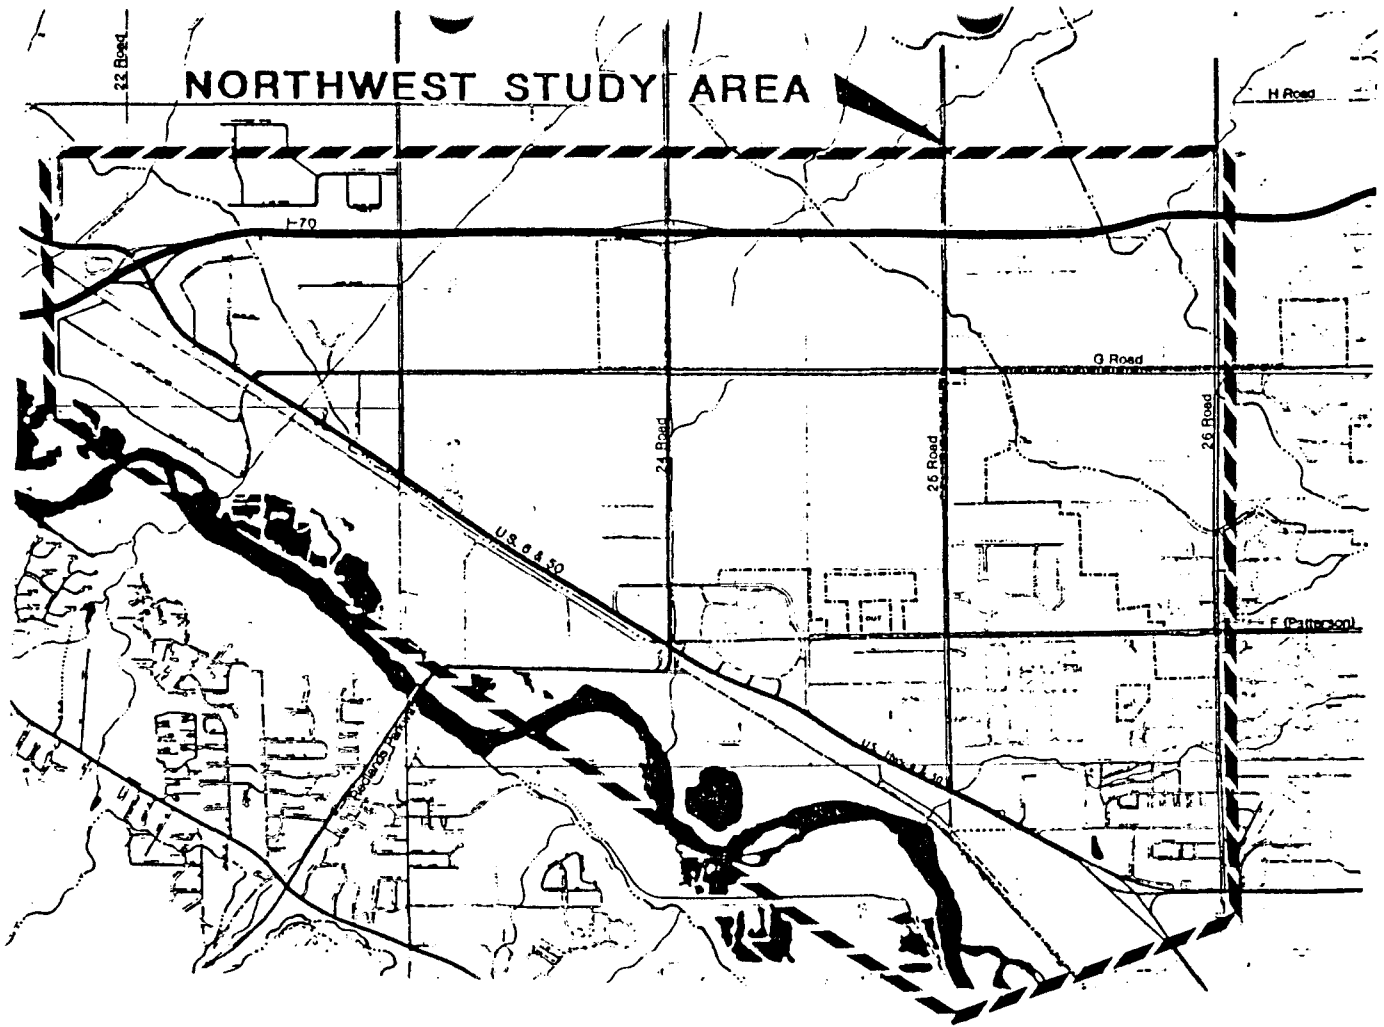 22 Road
NORTHWEST STUDY AREA
H Road
I-70
G Road
24 Road
25 Road
26 Road
U.S. 6 & 50
F (Patterson)